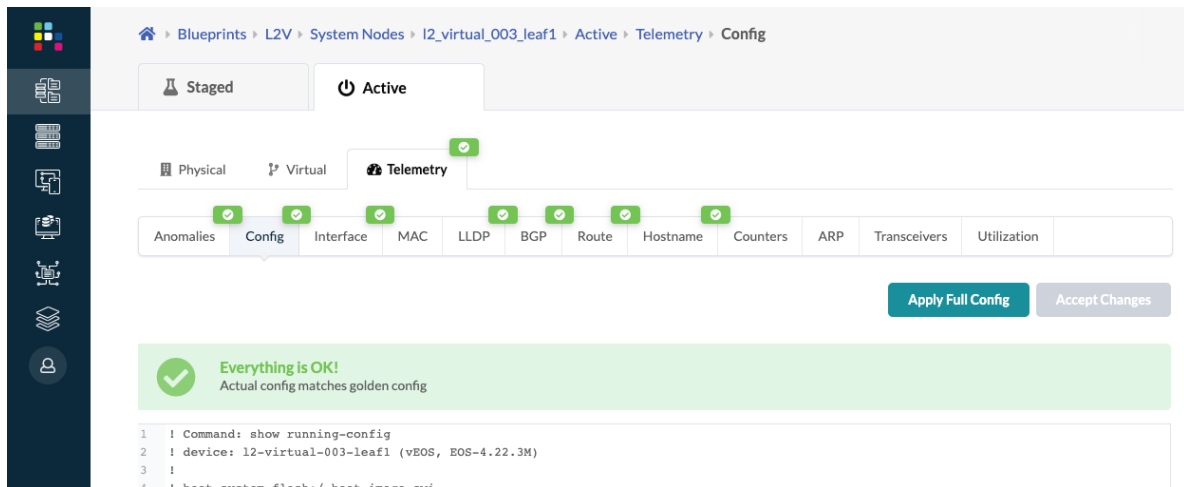 Blueprints L2V System Nodes l2_virtual_003_leaf1 Active Telemetry Config
Staged Active
Physical Virtual Telemetry
Anomalies Config Interface MAC LLDP BGP Route Hostname Counters ARP Transceivers Utilization
Apply Full Config Accept Changes
Everything is OK!
Actual config matches golden config
1 ! Command: show running-config
2 ! device: l2-virtual-003-leaf1 (vEOS, EOS-4.22.3M)
3 !